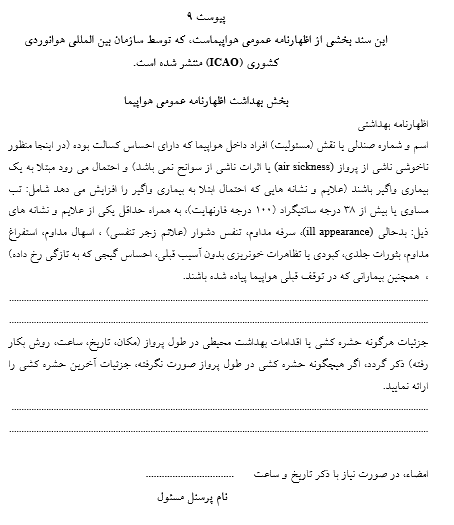 پیوست ۹
این سند بخشی از اظهارنامه عمومی هواپیماست، که توسط سازمان بین المللی هوانوردی
کشوری (ICAO) منتشر شده است.
بخش بهداشت اظهارنامه عمومی هواپیما
اظهارنامه بهداشتی
اسم و شماره صندلی یا نقش (مسئولیت) افراد داخل هواپیما که دارای احساس کسالت بوده (در اینجا منظور
ناخوشی ناشی از پرواز (air sickness) یا اثرات ناشی از سوانح نمی باشد) و احتمال می رود مبتلا به یک
بیماری واگیر باشند (علایم و نشانه هایی که احتمال ابتلا به بیماری واگیر را افزایش می دهد شامل: تب
مساوی یا بیش از ۳۸ درجه سانتیگراد (۱۰۰ درجه فارنهایت)، به همراه حداقل یکی از علایم و نشانه های
ذیل: بدحالی (ill appearance)، سرفه مداوم، تنفس دشوار (علائم زجر تنفسی) ، اسهال مداوم، استفراغ
مداوم، بثورات جلدی، کبودی یا تظاهرات خونریزی بدون آسیب قبلی، احساس گیجی که به تازگی رخ داده)
، همچنین بیمارانی که در توقف قبلی هواپیما پیاده شده باشند.
جزئیات هرگونه حشره کشی یا اقدامات بهداشت محیطی در طول پرواز (مکان، تاریخ، ساعت، روش بکار
رفته) ذکر گردد، اگر هیچگونه حشره کشی در طول پرواز صورت نگرفته، جزئیات آخرین حشره کشی را
ارائه نمایید.
امضاء، در صورت نیاز با ذکر تاریخ و ساعت ................................
نام پرسنل مسئول